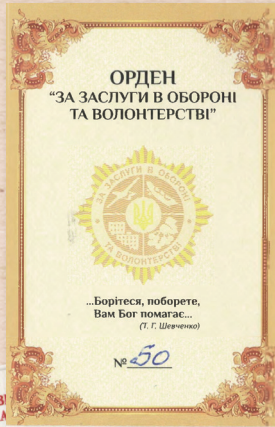 ОРДЕН
“ЗА ЗАСЛУГИ В ОБОРОНІ
ТА ВОЛОНТЕРСТВІ”
ЗА ЗАСЛУГИ В ОБОРОНІ
ТА ВОЛОНТЕРСТВІ
...Борітеся, поборете,
Вам Бог помагає...
(Т. Г. Шевченко)
№ 50